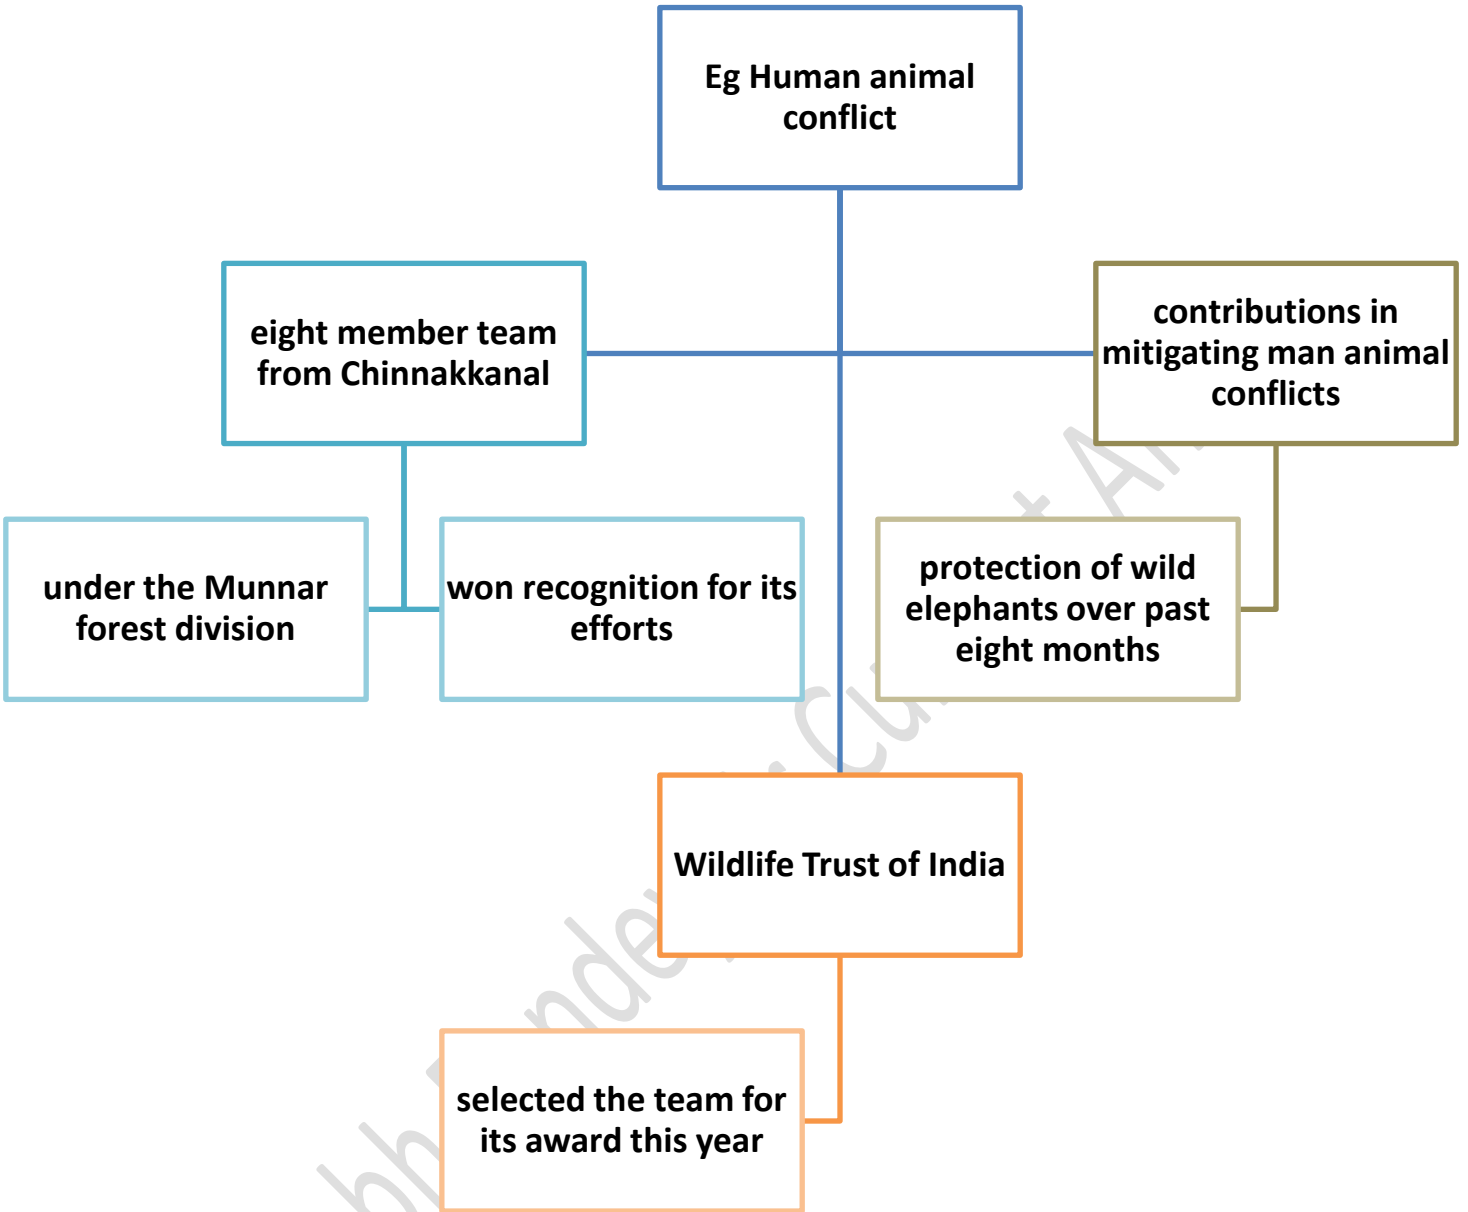 Eg Human animal
conflict
eight member team
from Chinnakkanal
contributions in
mitigating man animal
conflicts
under the Munnar
forest division
won recognition for its
efforts
protection of wild
elephants over past
eight months
Wildlife Trust of India
selected the team for
its award this year